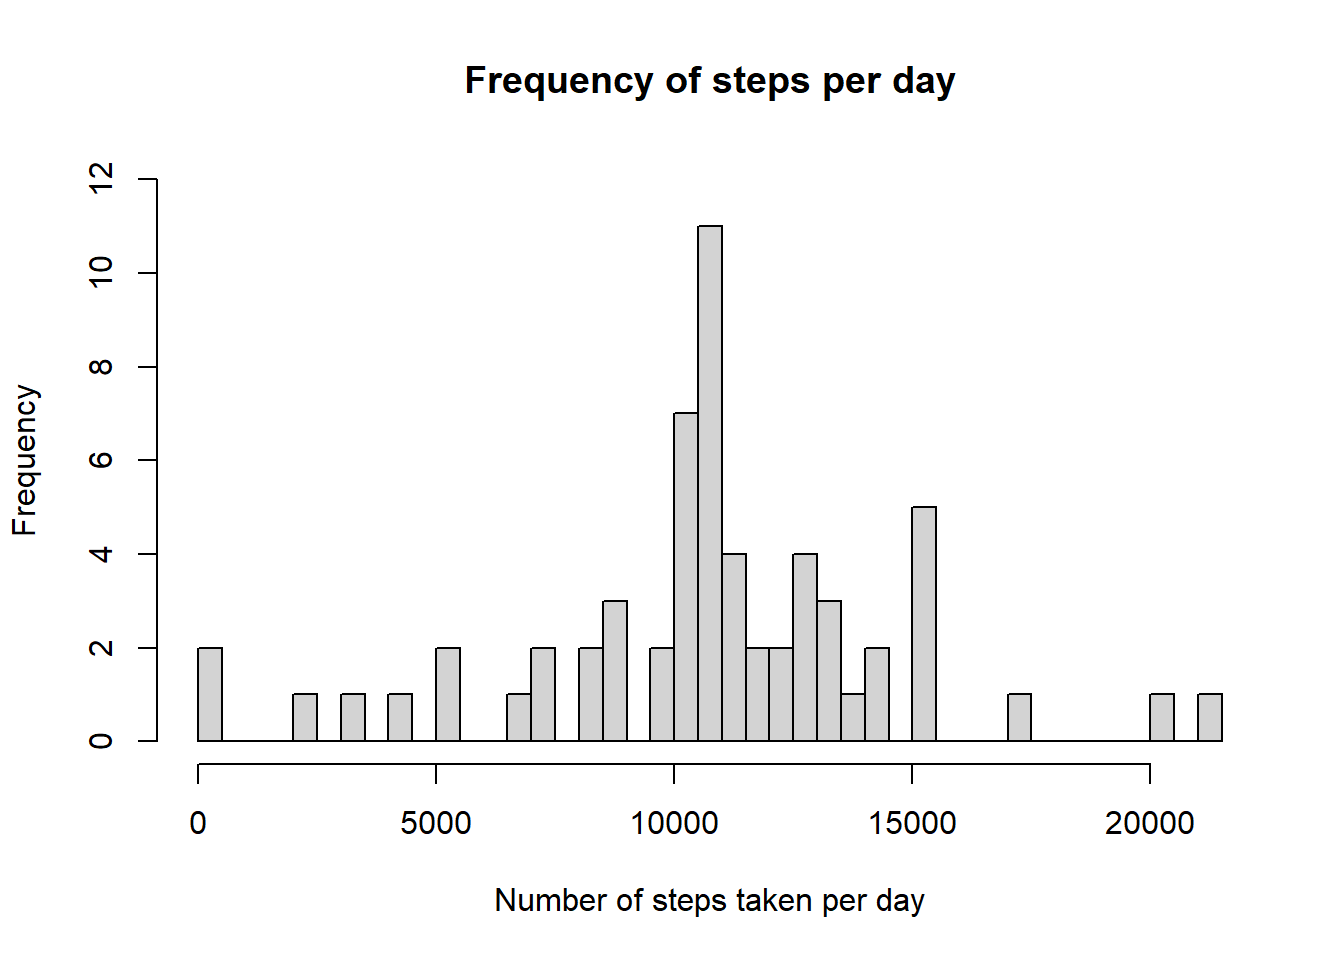 Frequency of steps per day
12
10
8
6
4
2
0
Frequency
0 5000 10000 15000 20000
Number of steps taken per day